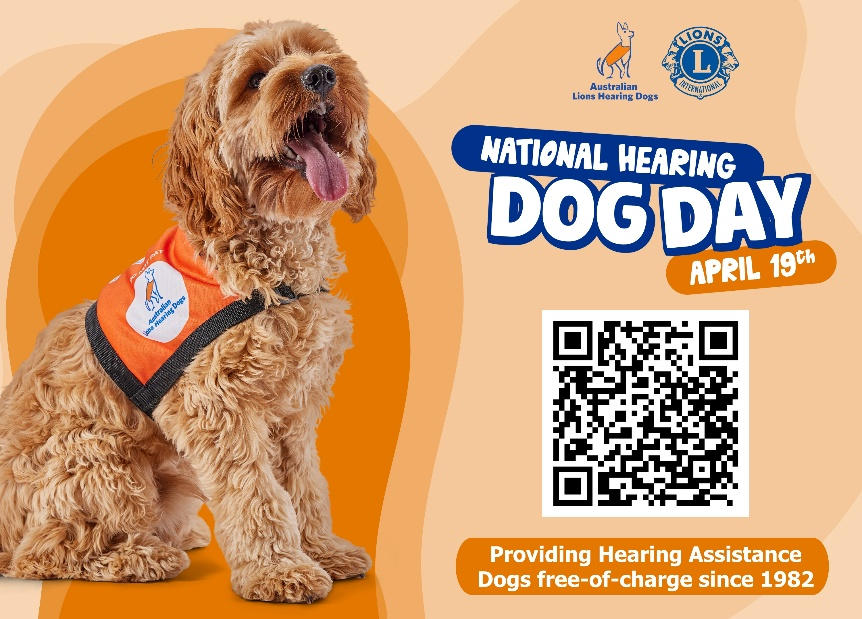 Australian
Lions Hearing Dogs
LIONS
L
INTERNATIONAL
NATIONAL HEARING
DOG DAY
APRIL 19th
Australian
Lions Hearing Dogs
Providing Hearing Assistance
Dogs free-of-charge since 1982